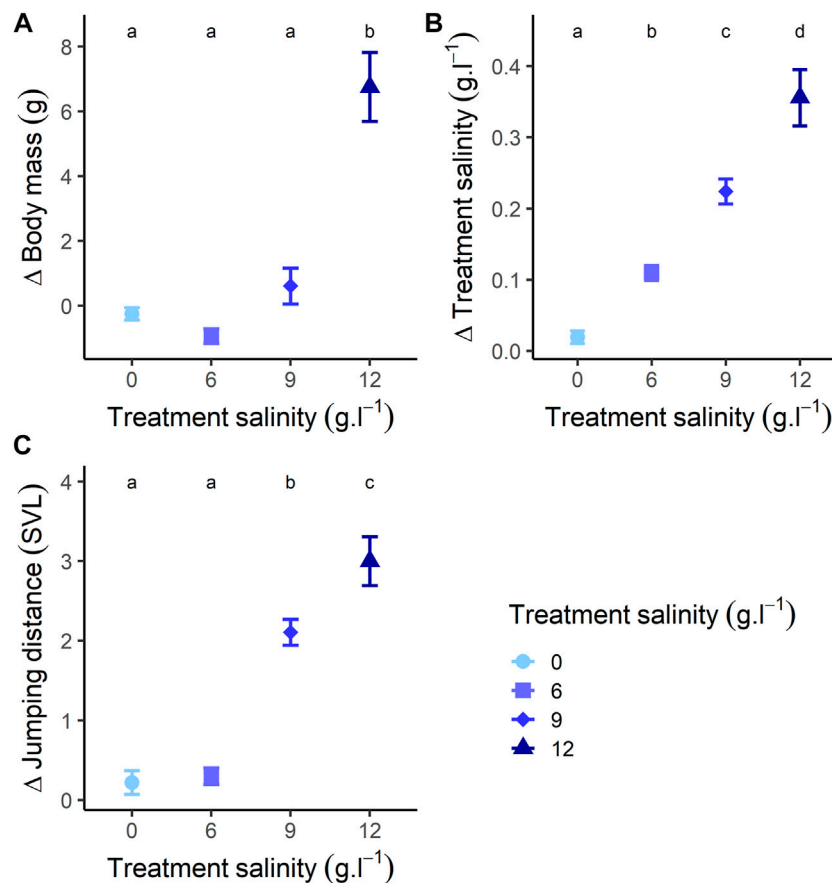 A
a a a b
Δ Body mass (g)
8
6
4
2
0
0 6 9 12
Treatment salinity (g.l⁻¹)
B
a b c d
Δ Treatment salinity (g.l⁻¹)
0.4
0.3
0.2
0.1
0.0
0 6 9 12
Treatment salinity (g.l⁻¹)
C
a a b c
Δ Jumping distance (SVL)
4
3
2
1
0
0 6 9 12
Treatment salinity (g.l⁻¹)
Treatment salinity (g.l⁻¹)
0
6
9
12